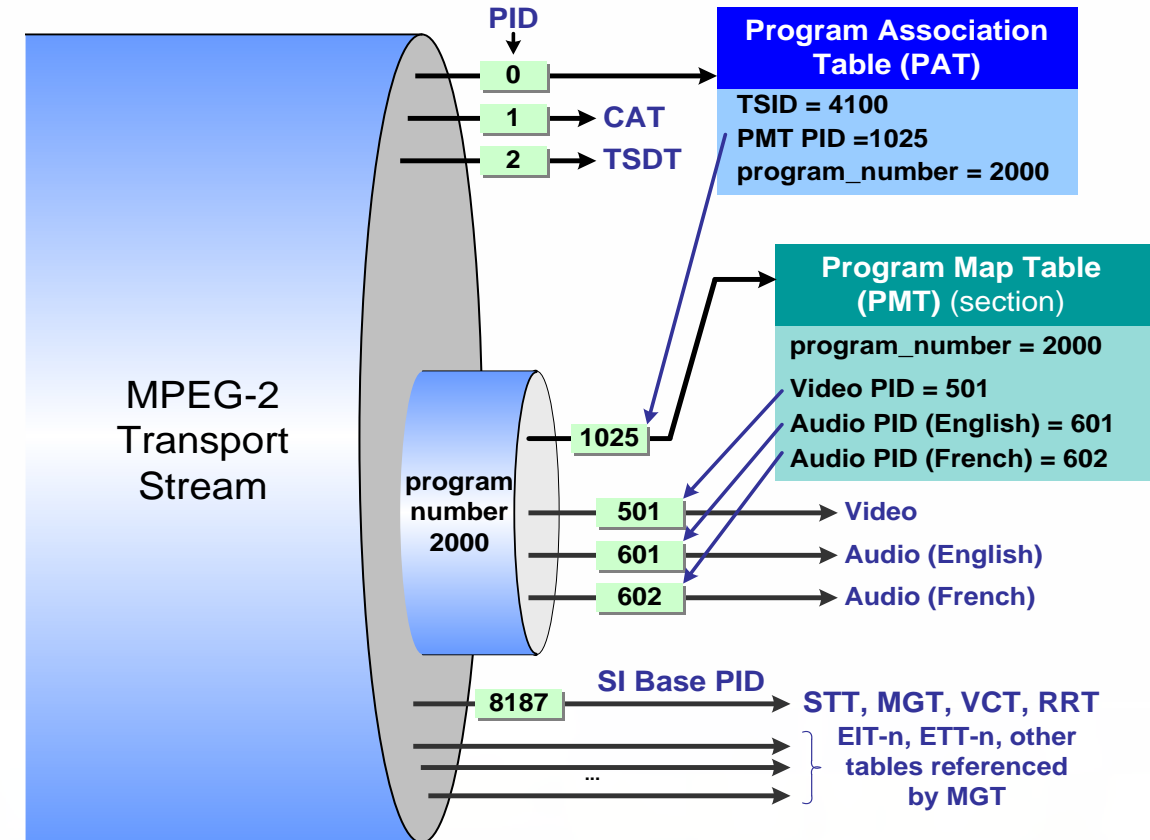 PID
0
1
CAT
2
TSDT
Program Association
Table (PAT)
TSID = 4100
PMT PID =1025
program_number = 2000
Program Map Table
(PMT) (section)
program_number = 2000
Video PID = 501
Audio PID (English) = 601
Audio PID (French) = 602
MPEG-2
Transport
Stream
program
number
2000
1025
501
Video
601
Audio (English)
602
Audio (French)
SI Base PID
8187
STT, MGT, VCT, RRT
EIT-n, ETT-n, other
tables referenced
by MGT
...